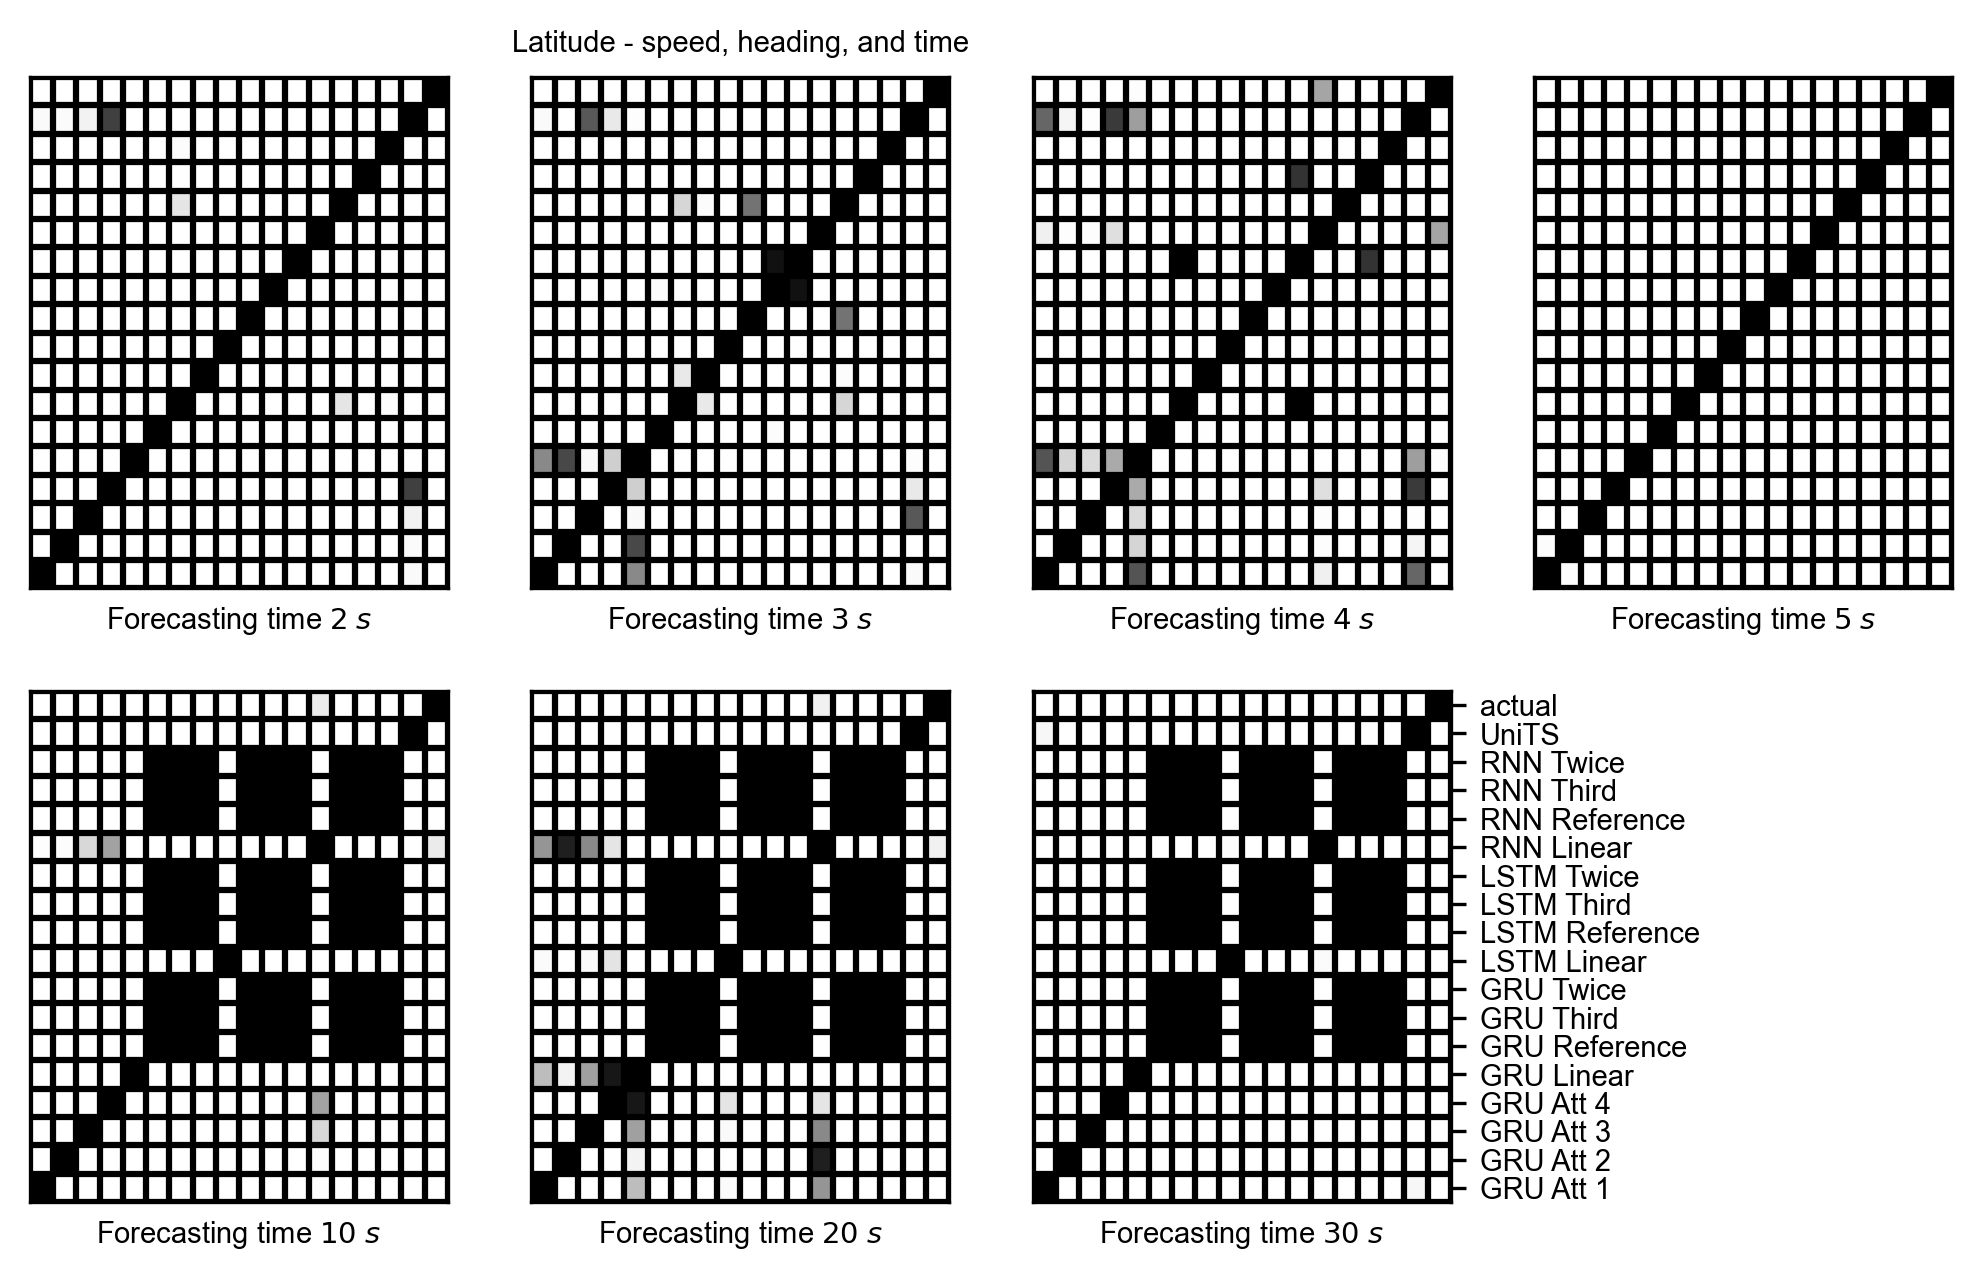 Latitude - speed, heading, and time
Forecasting time 2 s
Forecasting time 3 s
Forecasting time 4 s
Forecasting time 5 s
actual
UniTS
RNN Twice
RNN Third
RNN Reference
RNN Linear
LSTM Twice
LSTM Third
LSTM Reference
LSTM Linear
GRU Twice
GRU Third
GRU Reference
GRU Linear
GRU Att 4
GRU Att 3
GRU Att 2
GRU Att 1
Forecasting time 10 s
Forecasting time 20 s
Forecasting time 30 s